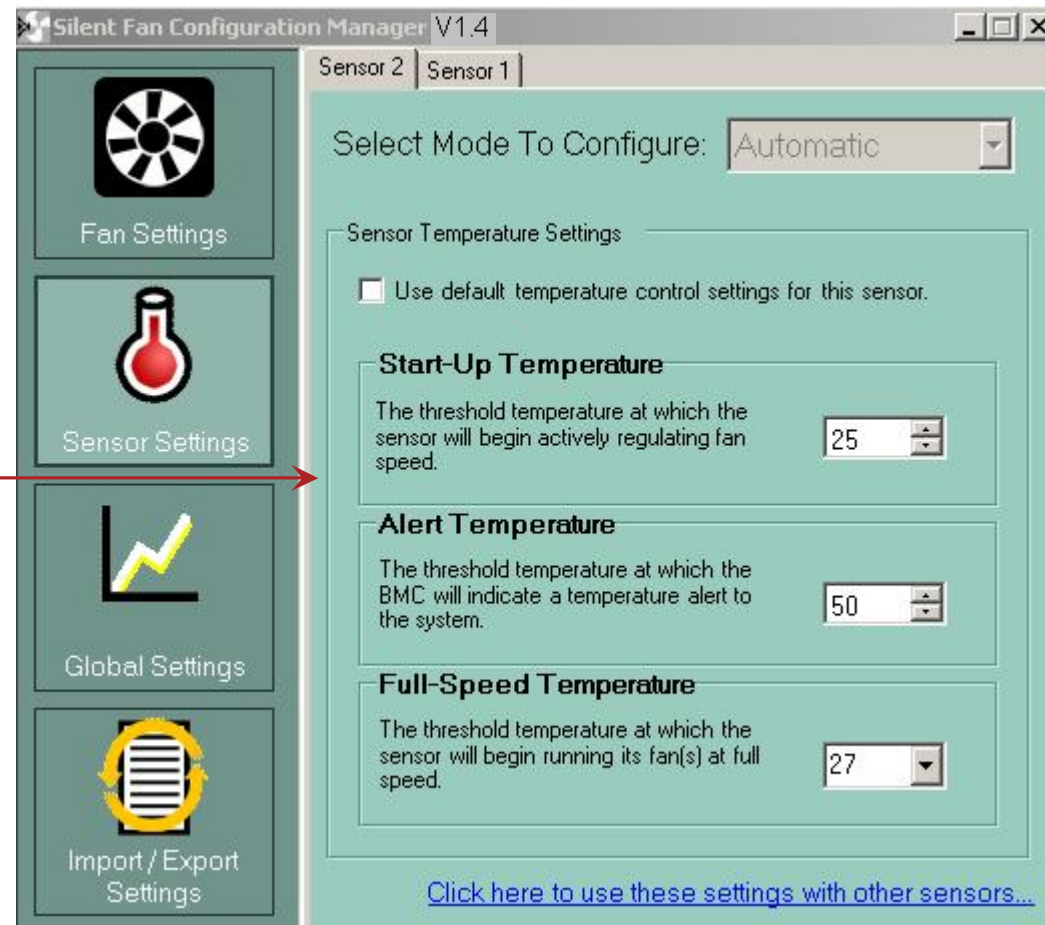 Silent Fan Configuration Manager V1.4
Sensor 2 Sensor 1
Select Mode To Configure: Automatic
Fan Settings
Sensor Settings
Global Settings
Import / Export
Settings
Sensor Temperature Settings
Use default temperature control settings for this sensor.
Start-Up Temperature
The threshold temperature at which the
sensor will begin actively regulating fan
speed.
25
Alert Temperature
The threshold temperature at which the
BMC will indicate a temperature alert to
the system.
50
Full-Speed Temperature
The threshold temperature at which the
sensor will begin running its fan(s) at full
speed.
27
Click here to use these settings with other sensors...